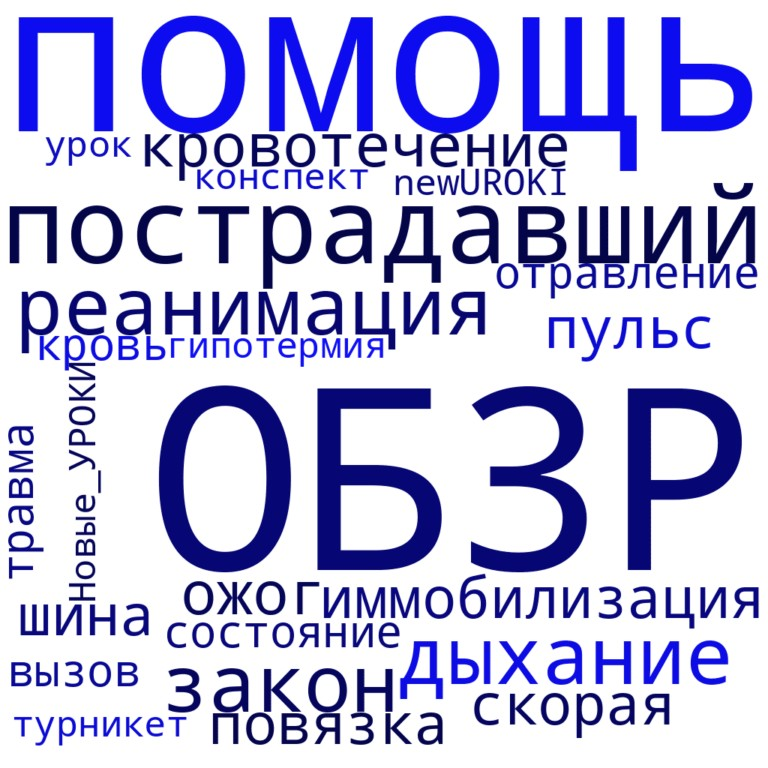 помощь
урок
кровотечение
конспект
newUROKI
пострадавший
отравление
реанимация
пульс
кровь
гипотермия
ОБЗР
травма
Новые_УРОКИ
ожог
иммобилизация
шина
состояние
вызов
закон
дыхание
скорая
турникет
повязка